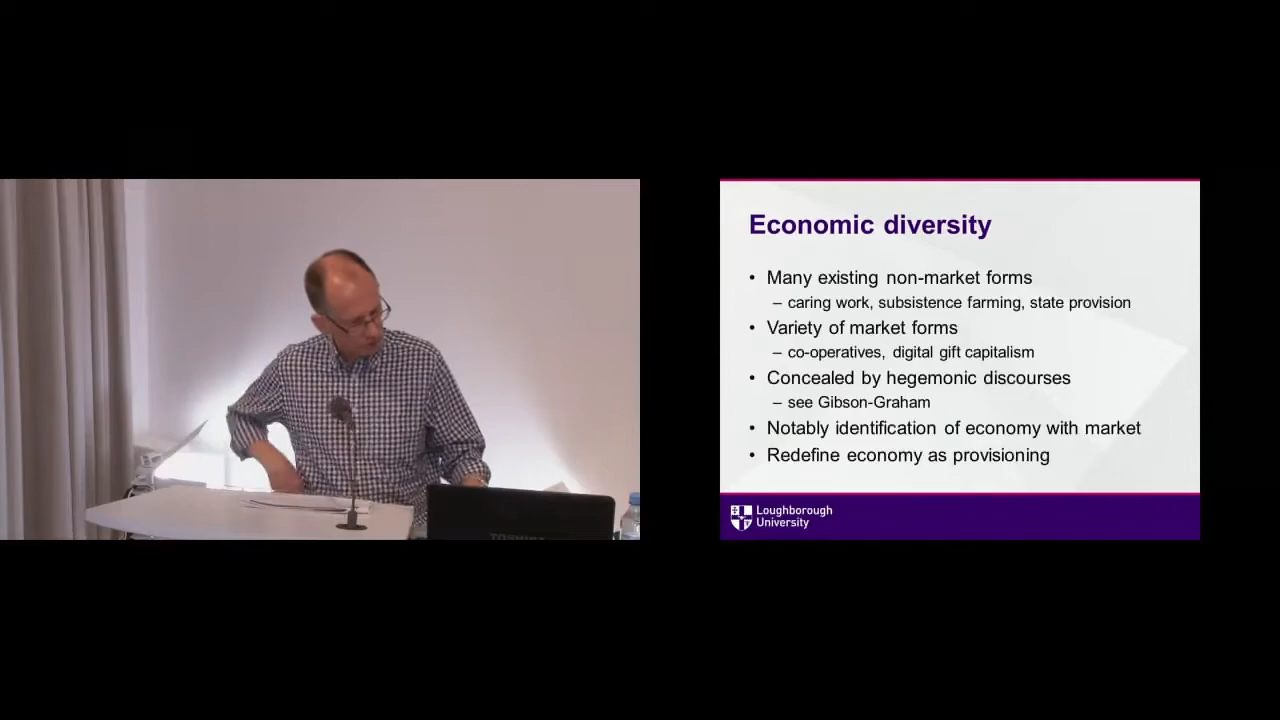 Economic diversity
• Many existing non-market forms
– caring work, subsistence farming, state provision
• Variety of market forms
– co-operatives, digital gift capitalism
• Concealed by hegemonic discourses
– see Gibson-Graham
• Notably identification of economy with market
• Redefine economy as provisioning
Loughborough
University
TOSHIBA